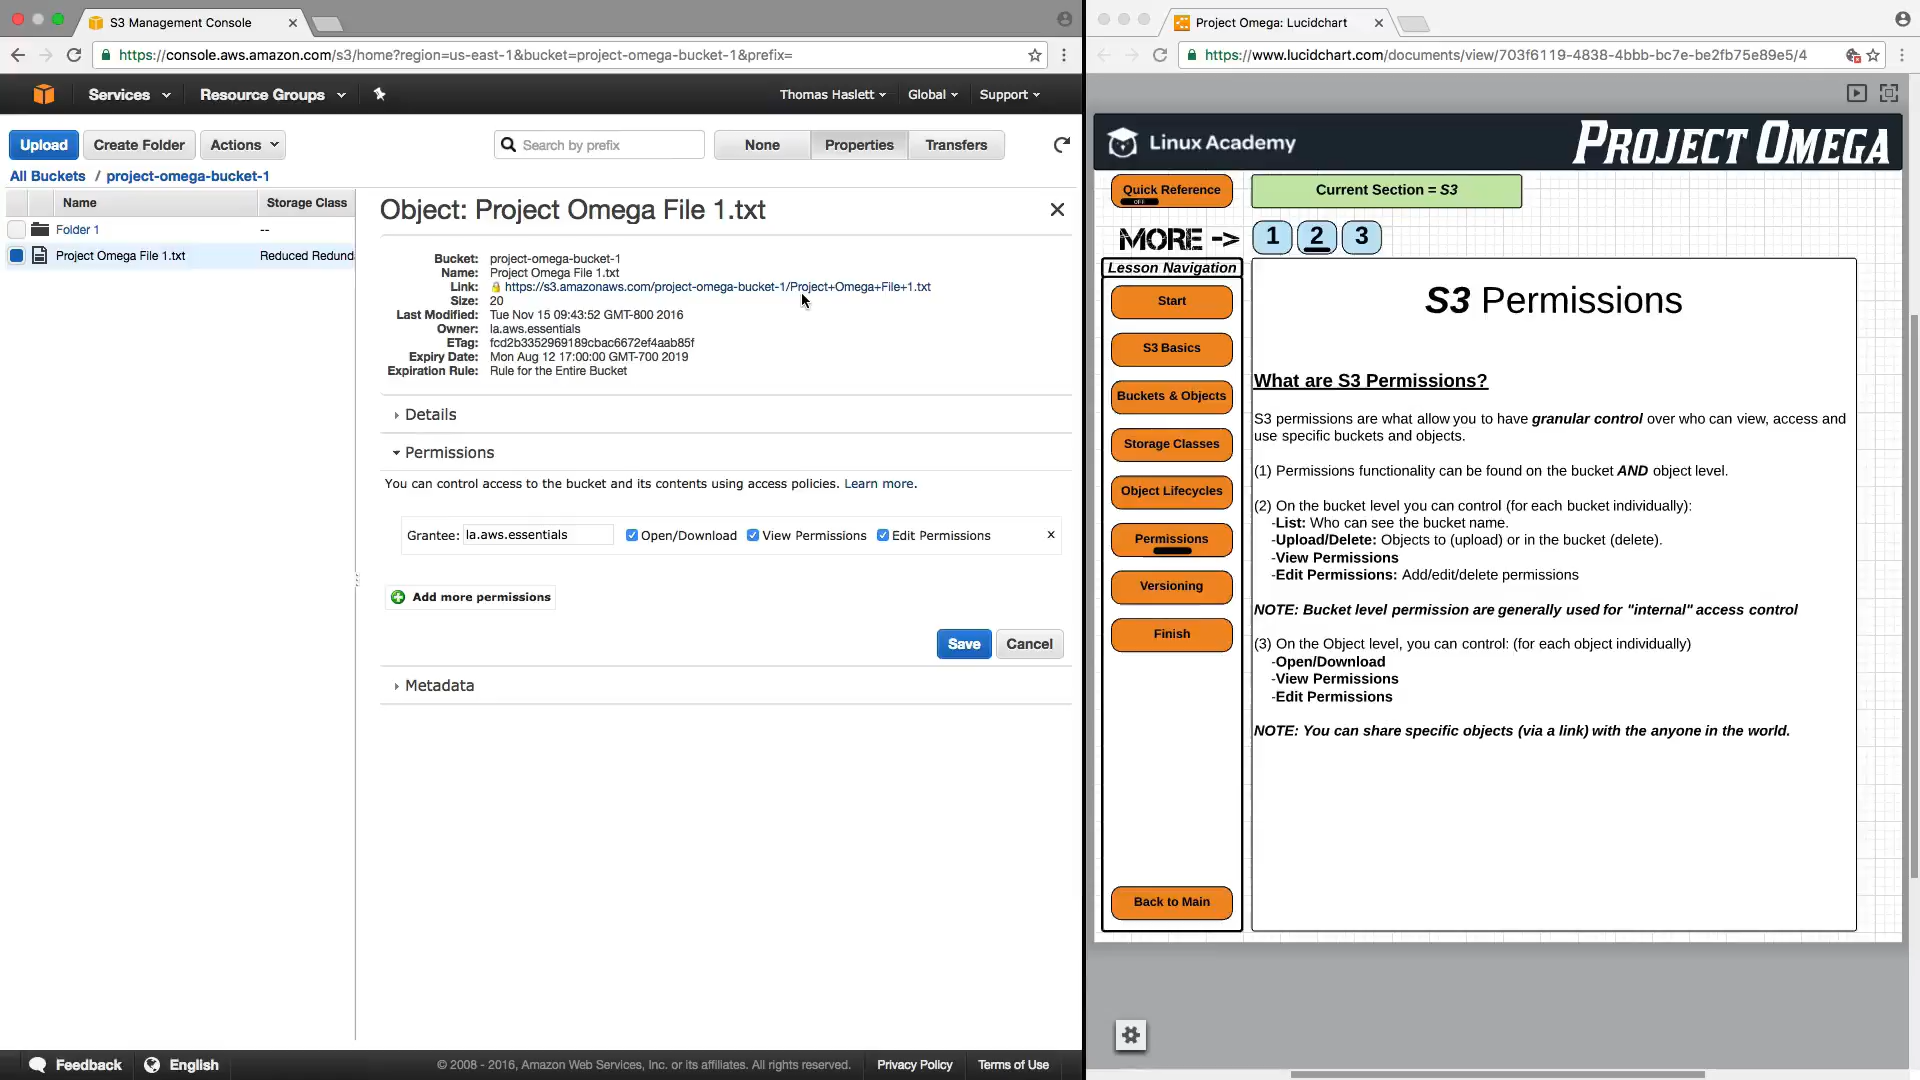 S3 Management Console
https://console.aws.amazon.com/s3/home?region=us-east-1&bucket=project-omega-bucket-1&prefix=
Services
Resource Groups
Thomas Haslett
Global
Support
Upload
Create Folder
Actions
Search by prefix
None
Properties
Transfers
All Buckets / project-omega-bucket-1
Name
Storage Class
Folder 1
--
Project Omega File 1.txt
Reduced Redund
Object: Project Omega File 1.txt
Bucket: project-omega-bucket-1
Name: Project Omega File 1.txt
Link: https://s3.amazonaws.com/project-omega-bucket-1/Project+Omega+File+1.txt
Size: 20
Last Modified: Tue Nov 15 09:43:52 GMT-800 2016
Owner: la.aws.essentials
ETag: fcd2b3352969189cbac6672ef4aab85f
Expiry Date: Mon Aug 12 17:00:00 GMT-700 2019
Expiration Rule: Rule for the Entire Bucket
Details
Permissions
You can control access to the bucket and its contents using access policies. Learn more.
Grantee: la.aws.essentials Open/Download View Permissions Edit Permissions x
Add more permissions
Save
Cancel
Metadata
Feedback
English
© 2008 - 2016, Amazon Web Services, Inc. or its affiliates. All rights reserved.
Privacy Policy
Terms of Use
Project Omega: Lucidchart
https://www.lucidchart.com/documents/view/703f6119-4838-4bbb-bc7e-be2fb75e89e5/4
Linux Academy
PROJECT OMEGA
Quick Reference
OFF
Current Section = S3
MORE ->
1
2
3
Lesson Navigation
Start
S3 Basics
Buckets & Objects
Storage Classes
Object Lifecycles
Permissions
Versioning
Finish
Back to Main
S3 Permissions
What are S3 Permissions?
S3 permissions are what allow you to have granular control over who can view, access and
use specific buckets and objects.
(1) Permissions functionality can be found on the bucket AND object level.
(2) On the bucket level you can control (for each bucket individually):
-List: Who can see the bucket name.
-Upload/Delete: Objects to (upload) or in the bucket (delete).
-View Permissions
-Edit Permissions: Add/edit/delete permissions
NOTE: Bucket level permission are generally used for "internal" access control
(3) On the Object level, you can control: (for each object individually)
-Open/Download
-View Permissions
-Edit Permissions
NOTE: You can share specific objects (via a link) with the anyone in the world.